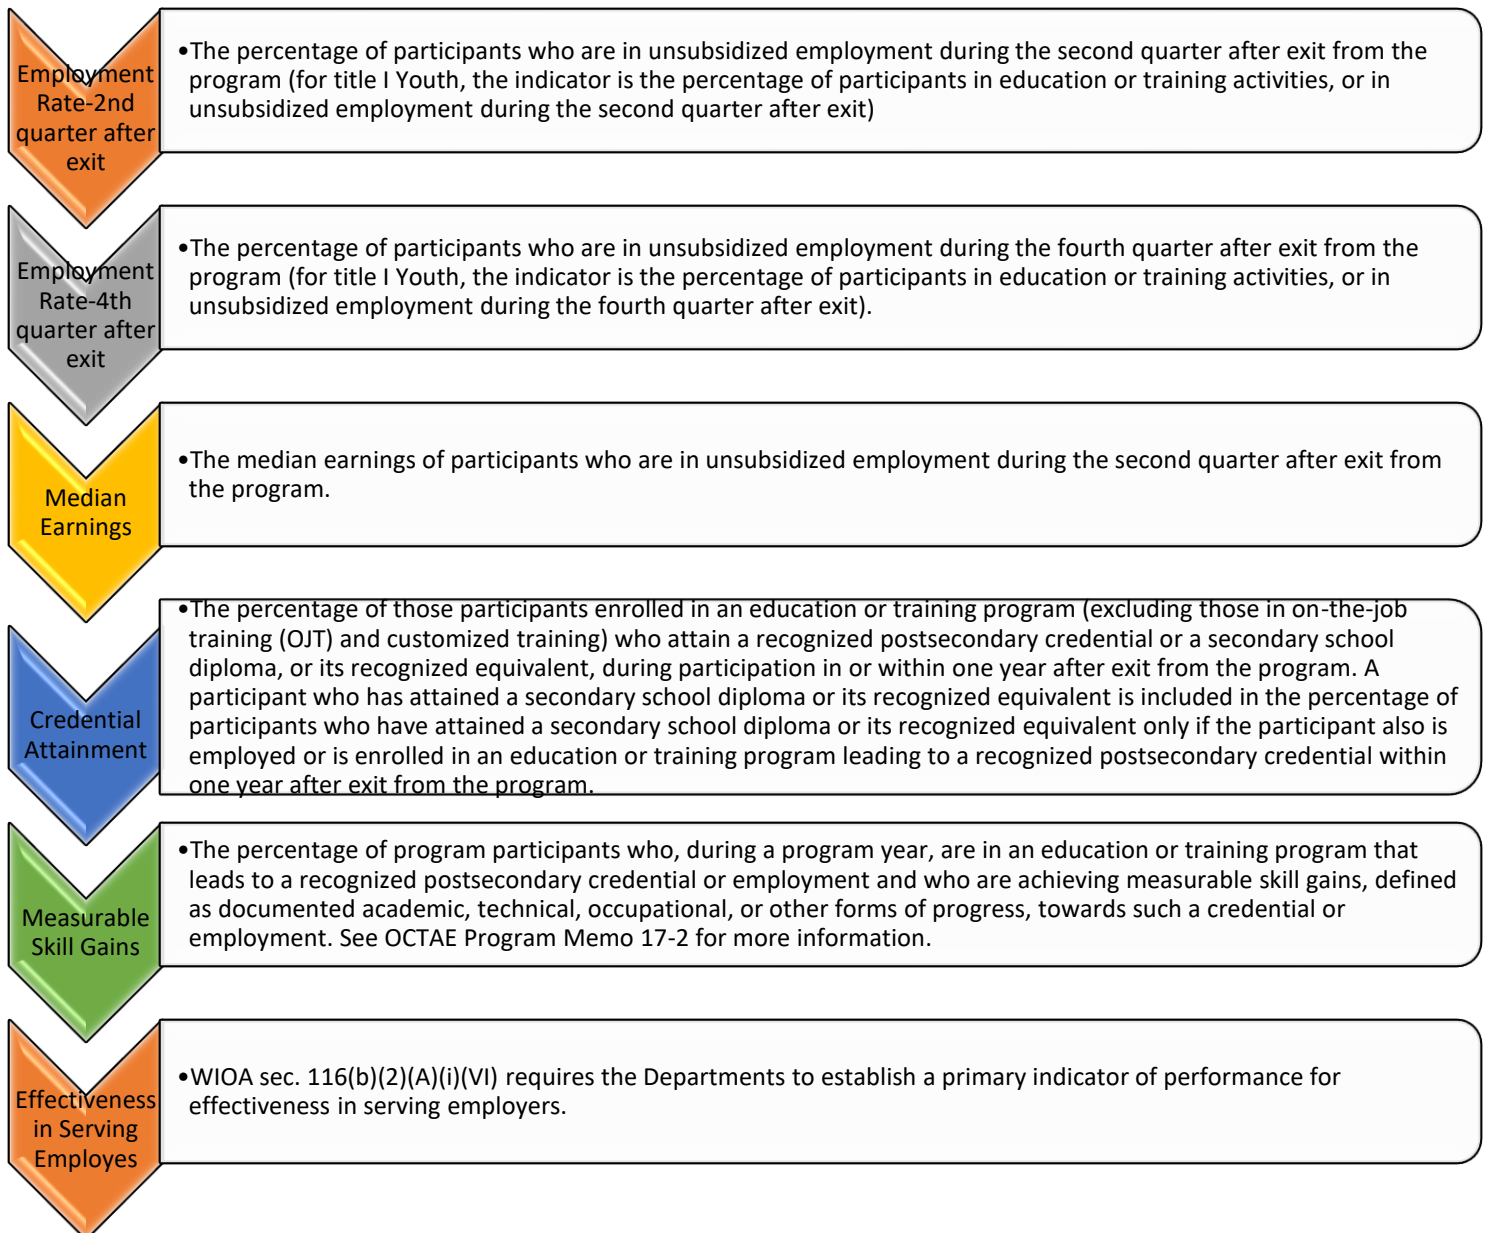 Employment
Rate-2nd
quarter after
exit
•The percentage of participants who are in unsubsidized employment during the second quarter after exit from the
program (for title I Youth, the indicator is the percentage of participants in education or training activities, or in
unsubsidized employment during the second quarter after exit)
Employment
Rate-4th
quarter after
exit
•The percentage of participants who are in unsubsidized employment during the fourth quarter after exit from the
program (for title I Youth, the indicator is the percentage of participants in education or training activities, or in
unsubsidized employment during the fourth quarter after exit).
Median
Earnings
•The median earnings of participants who are in unsubsidized employment during the second quarter after exit from
the program.
Credential
Attainment
•The percentage of those participants enrolled in an education or training program (excluding those in on-the-job
training (OJT) and customized training) who attain a recognized postsecondary credential or a secondary school
diploma, or its recognized equivalent, during participation in or within one year after exit from the program. A
participant who has attained a secondary school diploma or its recognized equivalent is included in the percentage of
participants who have attained a secondary school diploma or its recognized equivalent only if the participant also is
employed or is enrolled in an education or training program leading to a recognized postsecondary credential within
one year after exit from the program.
Measurable
Skill Gains
•The percentage of program participants who, during a program year, are in an education or training program that
leads to a recognized postsecondary credential or employment and who are achieving measurable skill gains, defined
as documented academic, technical, occupational, or other forms of progress, towards such a credential or
employment. See OCTAE Program Memo 17-2 for more information.
Effectiveness
in Serving
Employes
•WIOA sec. 116(b)(2)(A)(i)(VI) requires the Departments to establish a primary indicator of performance for
effectiveness in serving employers.